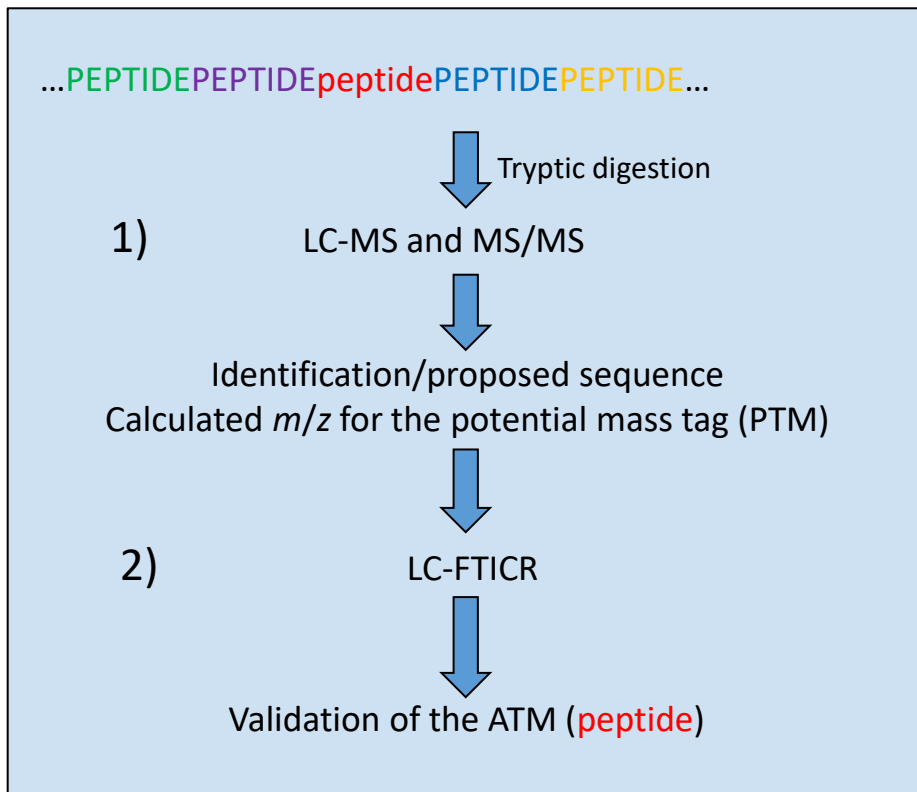 ...PEPTIDEPEPTIDEpeptidePEPTIDEPEPTIDE...
Tryptic digestion
1) LC-MS and MS/MS
Identification/proposed sequence
Calculated m/z for the potential mass tag (PTM)
2) LC-FTICR
Validation of the ATM (peptide)